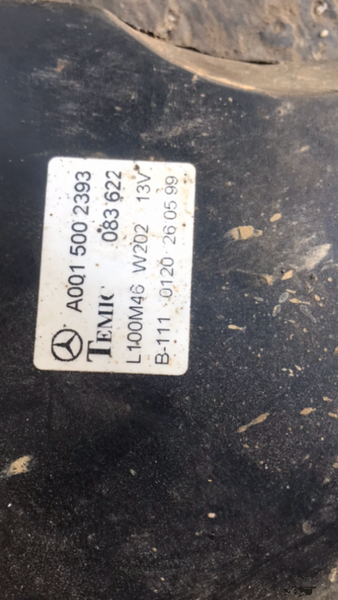 A001 500 2393
TEMIC 083 622
L100M46 W202 13V
B-111 0120 26 05 99